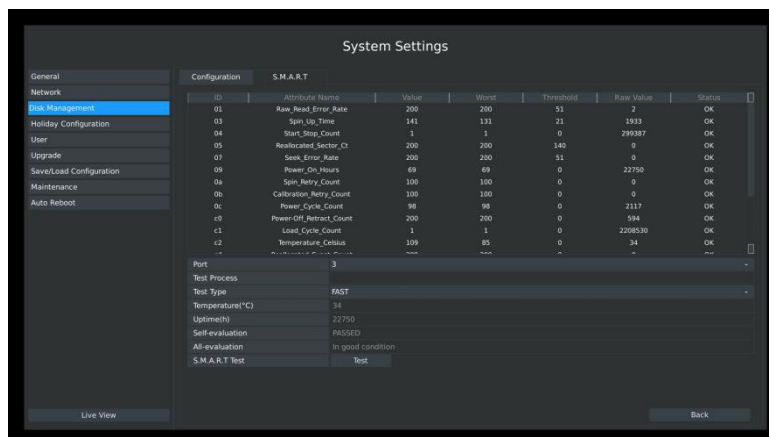 System Settings
General
Network
Disk Management
Holiday Configuration
User
Upgrade
Save/Load Configuration
Maintenance
Auto Reboot
Live View
Configuration S.M.A.R.T
ID Attribute Name Value Worst Threshold Raw Value Status
01 Raw_Read_Error_Rate 200 200 51 2 OK
03 Spin_Up_Time 141 131 21 1933 OK
04 Start_Stop_Count 1 1 0 299387 OK
05 Reallocated_Sector_Ct 200 200 140 0 OK
07 Seek_Error_Rate 200 200 51 0 OK
09 Power_On_Hours 69 69 0 22750 OK
0a Spin_Retry_Count 100 100 0 0 OK
0b Calibration_Retry_Count 100 100 0 0 OK
0c Power_Cycle_Count 98 98 0 2117 OK
c0 Power-Off_Retract_Count 200 200 0 594 OK
c1 Load_Cycle_Count 1 1 0 2208530 OK
c2 Temperature_Celsius 109 85 0 34 OK
Port 3
Test Process
Test Type FAST
Temperature(°C) 34
Uptime(h) 22750
Self-evaluation PASSED
All-evaluation In good condition
S.M.A.R.T Test Test
Back